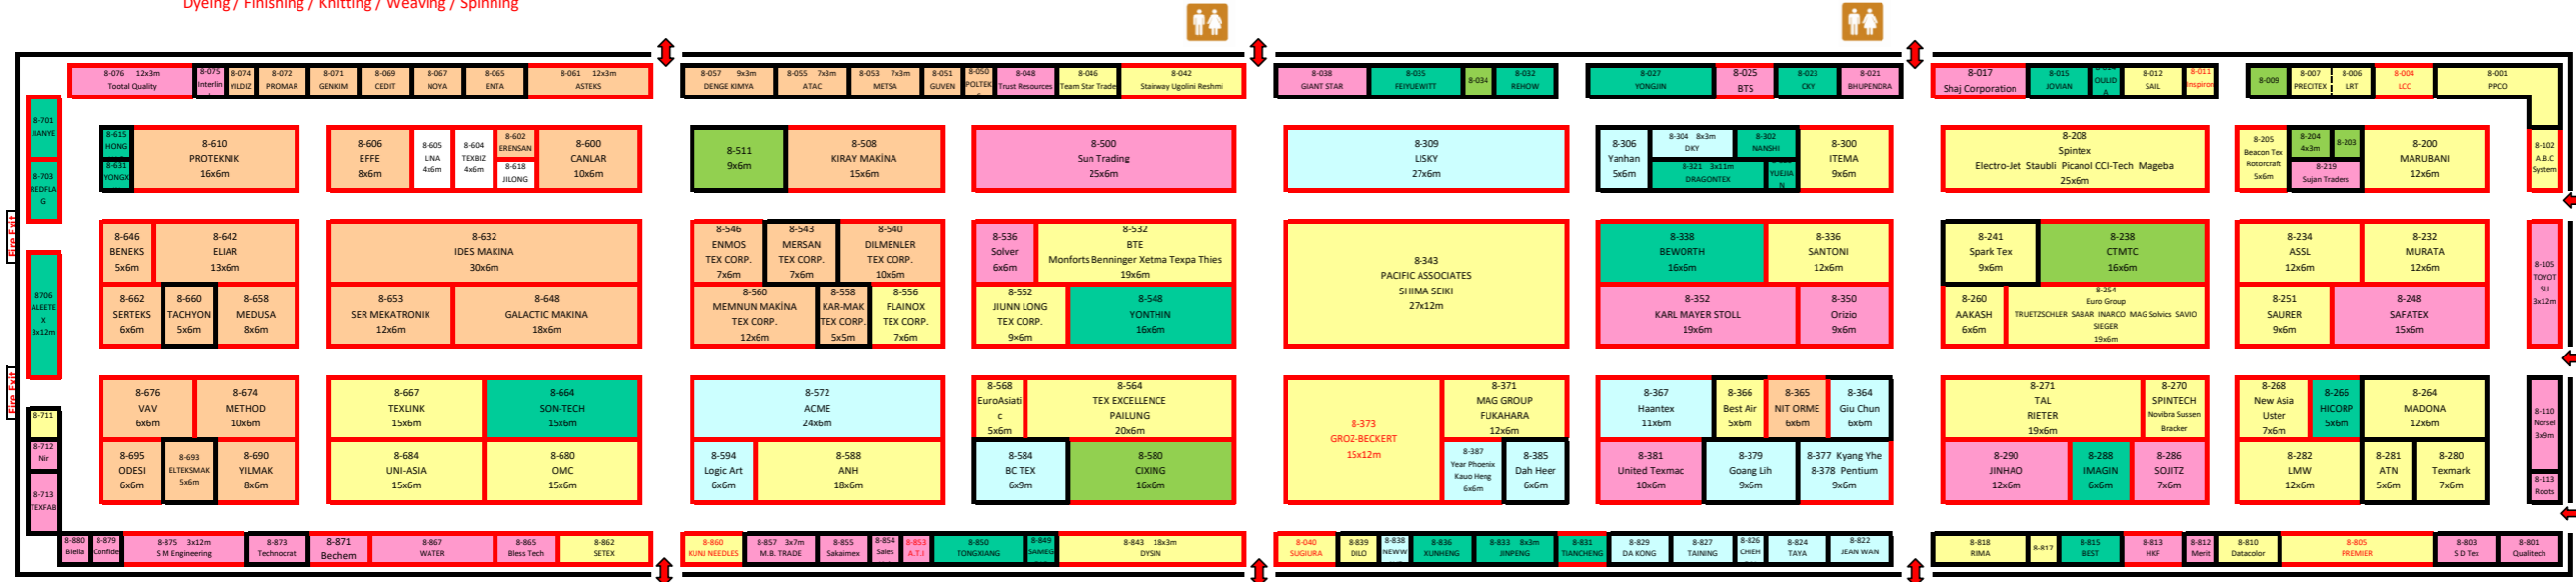 Dyeing / Finishing / Knitting / Weaving / Spinning
8-076 12x3m
Tootal Quality
8-075
Interlin
8-074
YILDIZ
8-072
PROMAR
8-071
GENKIM
8-069
CEDIT
8-067
NOYA
8-065
ENTA
8-061 12x3m
ASTEKS
8-057 9x3m
DENGE KIMYA
8-055 7x3m
ATAC
8-053 7x3m
METSA
8-051
GUVEN
8-050
POLTEK
8-048
Trust Resources
8-046
Team Star Trade
8-042
Stairway Ugolini Reshmi
8-038
GIANT STAR
8-035
FEIYUEWITT
8-034
8-032
REHOW
8-027
YONGJIN
8-025
BTS
8-023
CKY
8-021
BHUPENDRA
8-017
Shaj Corporation
8-015
JOVIAN
OULID
A
8-012
SAIL
8-011
Inspiron
8-009
8-007
PRECITEX
8-006
LRT
8-004
LCC
8-001
PPCO
8-701
JIANYE
8-703
REDFLA
G
8-615
HONG
8-631
YONGX
8-610
PROTEKNIK
16x6m
8-606
EFFE
8x6m
8-605
LINA
4x6m
8-604
TEXBIZ
4x6m
8-602
ERENSAN
8-618
JILONG
8-600
CANLAR
10x6m
8-511
9x6m
8-508
KIRAY MAKİNA
15x6m
8-500
Sun Trading
25x6m
8-309
LISKY
27x6m
8-306
Yanhan
5x6m
8-304 8x3m
DKY
8-302
NANSHI
8-321 3x11m
DRAGONTEX
YUEJIA
N
8-300
ITEMA
9x6m
8-208
Spintex
Electro-Jet Staubli Picanol CCI-Tech Mageba
25x6m
8-205
Beacon Tex
Rotorcraft
5x6m
8-204
4x3m
8-203
8-219
Sujan Traders
8-200
MARUBANI
12x6m
8-102
A.B.C
System
Fire Exit
8-646
BENEKS
5x6m
8-642
ELIAR
13x6m
8-632
IDES MAKINA
30x6m
8-546
ENMOS
TEX CORP.
7x6m
8-543
MERSAN
TEX CORP.
7x6m
8-540
DILMENLER
TEX CORP.
10x6m
8-536
Solver
6x6m
8-532
BTE
Monforts Benninger Xetma Texpa Thies
19x6m
8-343
PACIFIC ASSOCIATES
SHIMA SEIKI
27x12m
8-338
BEWORTH
16x6m
8-336
SANTONI
12x6m
8-241
Spark Tex
9x6m
8-238
CTMTC
16x6m
8-234
ASSL
12x6m
8-232
MURATA
12x6m
8-105
TOYOT
SU
3x12m
8706
ALEETE
X
3x12m
8-662
SERTEKS
6x6m
8-660
TACHYON
5x6m
8-658
MEDUSA
8x6m
8-653
SER MEKATRONIK
12x6m
8-648
GALACTIC MAKINA
18x6m
8-560
MEMNUN MAKİNA
TEX CORP.
12x6m
8-558
KAR-MAK
TEX CORP.
5x5m
8-556
FLAINOX
TEX CORP.
7x6m
8-552
JIUNN LONG
TEX CORP.
9×6m
8-548
YONTHIN
16x6m
8-352
KARL MAYER STOLL
19x6m
8-350
Orizio
9x6m
8-260
AAKASH
6x6m
8-254
Euro Group
TRUETZSCHLER SABAR INARCO MAG Solvics SAVIO
SIEGER
19x6m
8-251
SAURER
9x6m
8-248
SAFATEX
15x6m
Fire Exit
8-676
VAV
6x6m
8-674
METHOD
10x6m
8-667
TEXLINK
15x6m
8-664
SON-TECH
15x6m
8-572
ACME
24x6m
8-568
EuroAsiati
c
5x6m
8-564
TEX EXCELLENCE
PAILUNG
20x6m
8-373
GROZ-BECKERT
15x12m
8-371
MAG GROUP
FUKAHARA
12x6m
8-367
Haantex
11x6m
8-366
Best Air
5x6m
8-365
NIT ORME
6x6m
8-364
Giu Chun
6x6m
8-271
TAL
RIETER
19x6m
8-270
SPINTECH
Novibra Sussen
Bracker
8-268
New Asia
Uster
7x6m
8-266
HICORP
5x6m
8-264
MADONA
12x6m
8-110
Norsel
3x9m
8-711
8-712
Nir
8-713
TEXFAB
8-695
ODESI
6x6m
8-693
ELTEKSMAK
5x6m
8-690
YILMAK
8x6m
8-684
UNI-ASIA
15x6m
8-680
OMC
15x6m
8-594
Logic Art
6x6m
8-588
ANH
18x6m
8-584
BC TEX
6x9m
8-580
CIXING
16x6m
8-387
Year Phoenix
Kauo Heng
6x6m
8-385
Dah Heer
6x6m
8-381
United Texmac
10x6m
8-379
Goang Lih
9x6m
8-377 Kyang Yhe
8-378 Pentium
9x6m
8-290
JINHAO
12x6m
8-288
IMAGIN
6x6m
8-286
SOJITZ
7x6m
8-282
LMW
12x6m
8-281
ATN
5x6m
8-280
Texmark
7x6m
8-113
Roots
8-880
Biella
8-879
Confide
8-875 3x12m
S M Engineering
8-873
Technocrat
8-871
Bechem
8-867
WATER
8-865
Bless Tech
8-862
SETEX
8-860
KUNJ NEEDLES
8-857 3x7m
M.B. TRADE
8-855
Sakaimex
8-854
Sales
8-853
A.T.I
8-850
TONGXIANG
8-849
SAMEG
8-843 18x3m
DYSIN
8-040
SUGIURA
8-839
DILO
8-838
NEWW
8-836
XUNHENG
8-833 8x3m
JINPENG
8-831
TIANCHENG
8-829
DA KONG
8-827
TAINING
8-826
CHIEH
8-824
TAYA
8-822
JEAN WAN
8-818
RIMA
8-817
8-815
BEST
8-813
HKF
8-812
Merit
8-810
Datacolor
8-805
PREMIER
8-803
S D Tex
8-801
Qualitech